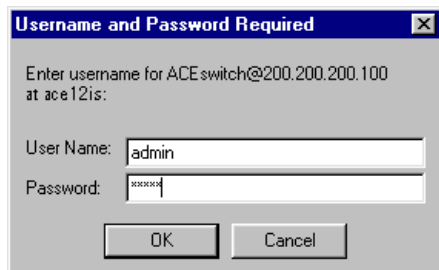 Username and Password Required
Enter username for ACEswitch@200.200.200.100
at ace12is:
User Name: admin
Password: *****
OK Cancel